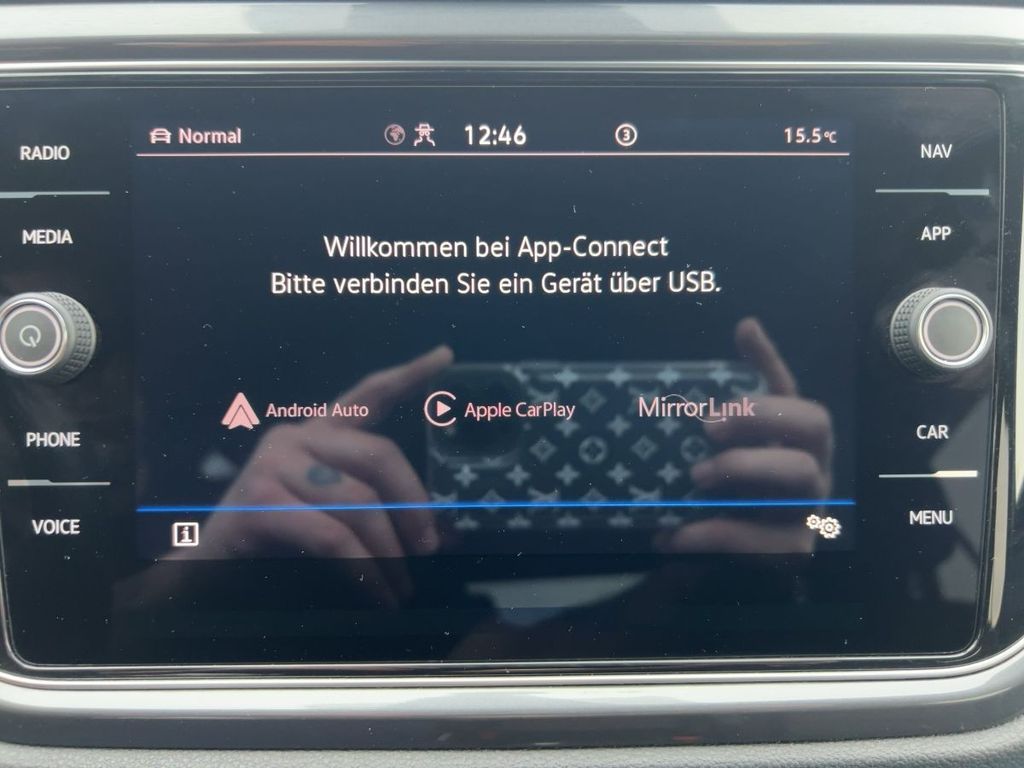 RADIO
MEDIA
PHONE
VOICE
Normal
12:46
3
15.5°C
Willkommen bei App-Connect
Bitte verbinden Sie ein Gerät über USB.
Android Auto
Apple CarPlay
MirrorLink
i
NAV
APP
CAR
MENU